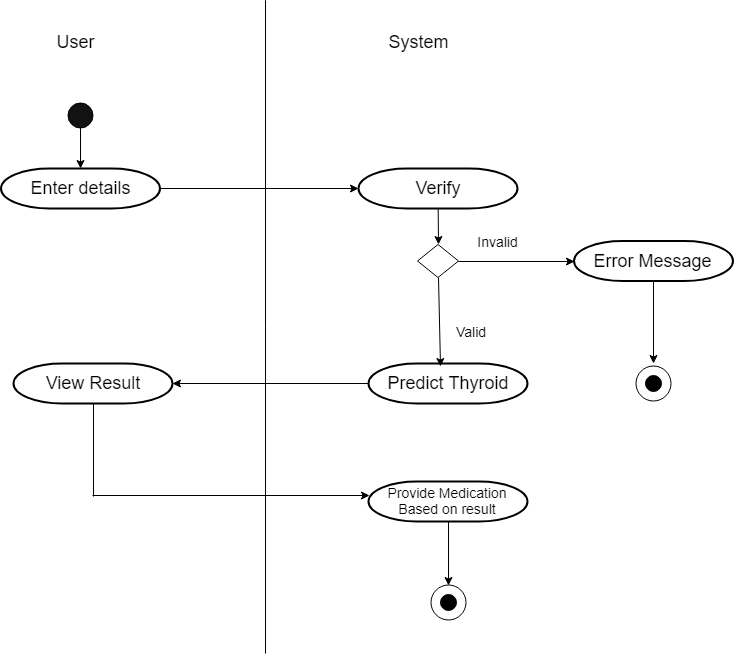 User
System
Enter details
Verify
Invalid
Error Message
Valid
View Result
Predict Thyroid
Provide Medication
Based on result